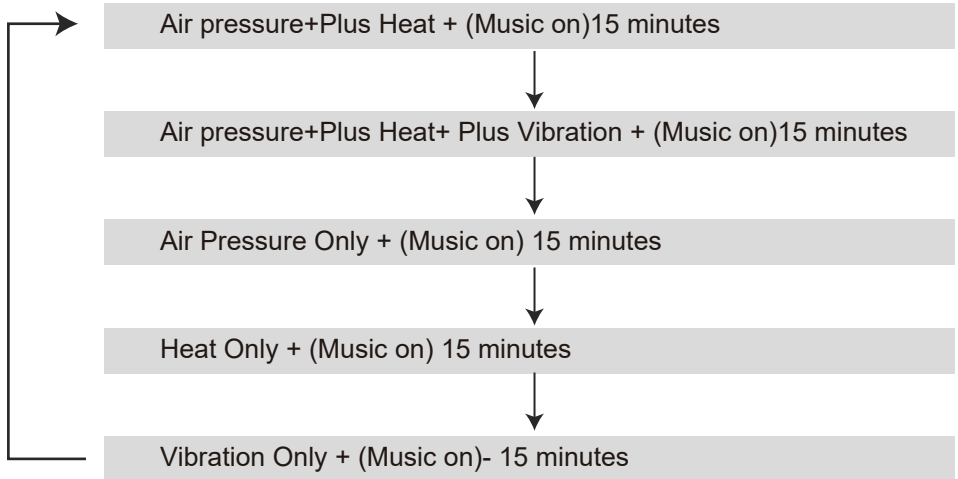 Air pressure+Plus Heat + (Music on)15 minutes
Air pressure+Plus Heat+ Plus Vibration + (Music on)15 minutes
Air Pressure Only + (Music on) 15 minutes
Heat Only + (Music on) 15 minutes
Vibration Only + (Music on)- 15 minutes